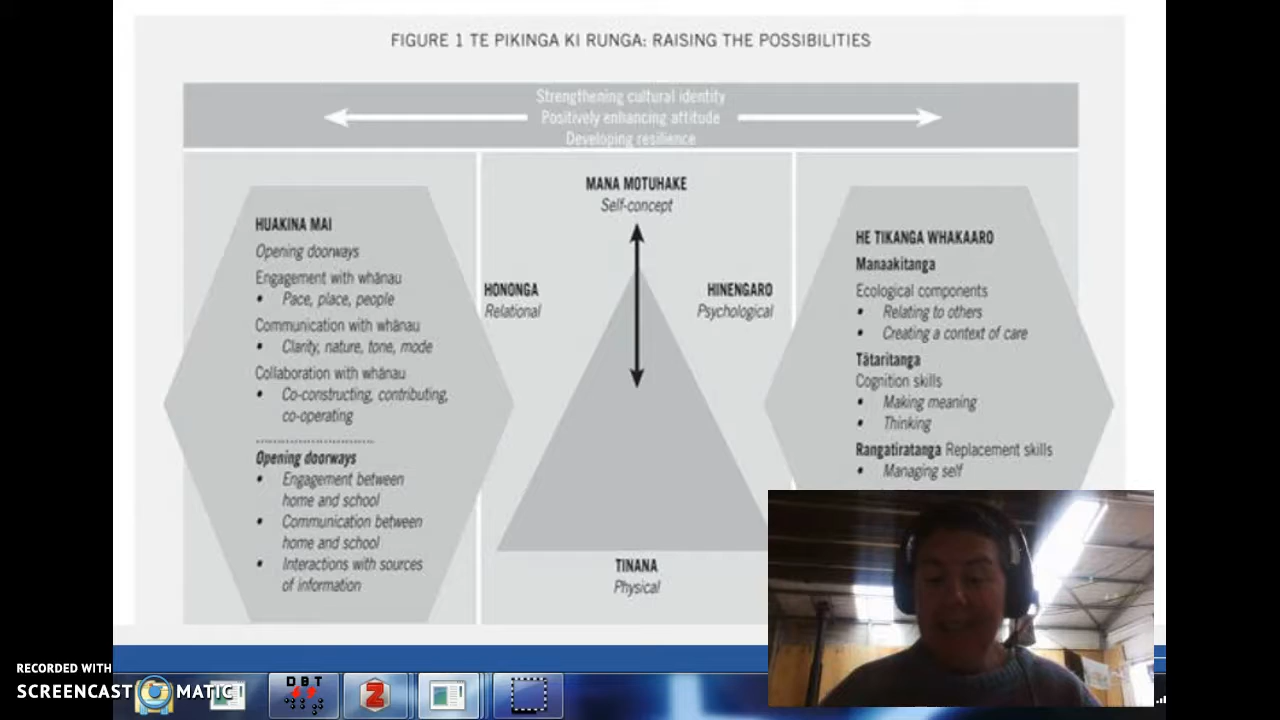 FIGURE 1 TE PIKINGA KI RUNGA: RAISING THE POSSIBILITIES
Strengthening cultural identity
Positively enhancing attitude
Developing resilience
HUAKINA MAI
Opening doorways
Engagement with whānau
• Pace, place, people
Communication with whānau
• Clarity, nature, tone, mode
Collaboration with whānau
• Co-constructing, contributing,
co-operating
Opening doorways
• Engagement between
home and school
• Communication between
home and school
• Interactions with sources
of information
MANA MOTUHAKE
Self-concept
HONONGA
Relational
HINENGARO
Psychological
TINANA
Physical
HE TIKANGA WHAKAARO
Manaakitanga
Ecological components
• Relating to others
• Creating a context of care
Tātaritanga
Cognition skills
• Making meaning
• Thinking
Rangatiratanga Replacement skills
• Managing self
RECORDED WITH
SCREENCAST MATIC
DBT
Z